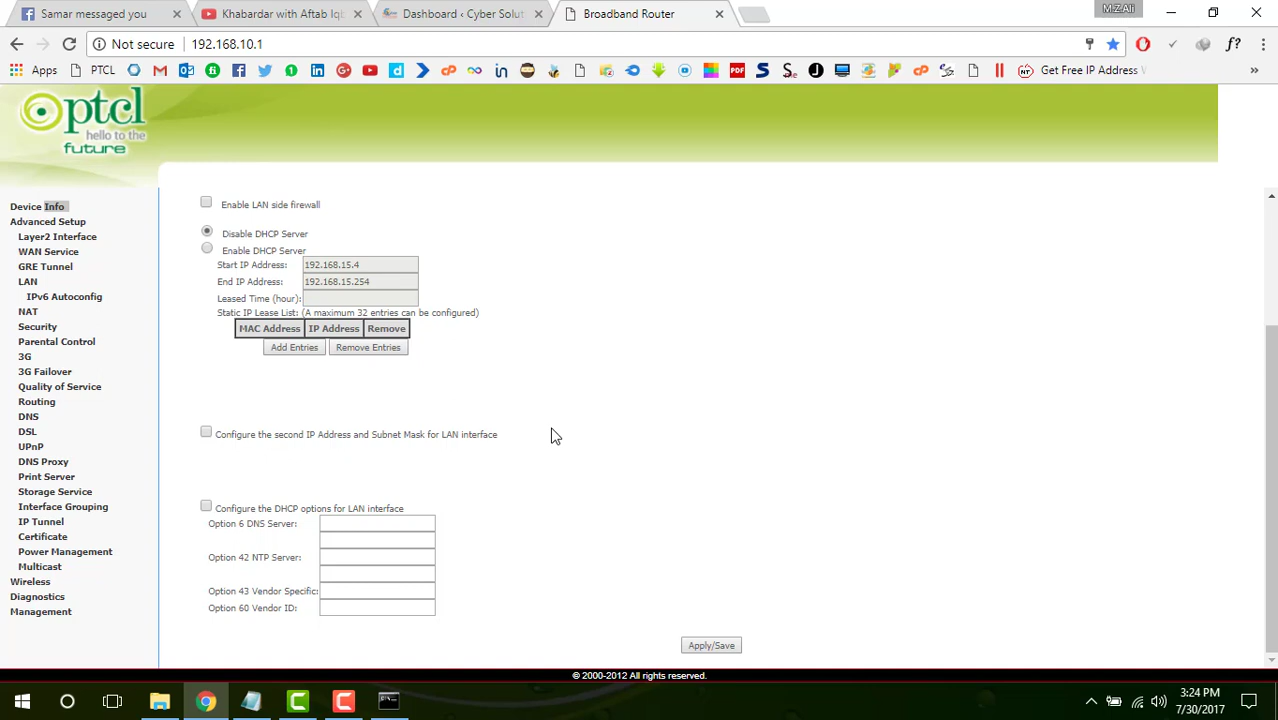 Samar messaged you
Khabardar with Aftab Iqb
Dashboard ‹ Cyber Solut
Broadband Router
M.Z.Ali
Not secure
192.168.10.1
f?
Apps
PTCL
Get Free IP Address
ptcl
hello to the
future
Device Info
Advanced Setup
Layer2 Interface
WAN Service
GRE Tunnel
LAN
IPv6 Autoconfig
NAT
Security
Parental Control
3G
3G Failover
Quality of Service
Routing
DNS
DSL
UPnP
DNS Proxy
Print Server
Storage Service
Interface Grouping
IP Tunnel
Certificate
Power Management
Multicast
Wireless
Diagnostics
Management
Enable LAN side firewall
Disable DHCP Server
Enable DHCP Server
Start IP Address: 192.168.15.4
End IP Address: 192.168.15.254
Leased Time (hour):
Static IP Lease List: (A maximum 32 entries can be configured)
MAC Address IP Address Remove
Add Entries Remove Entries
Configure the second IP Address and Subnet Mask for LAN interface
Configure the DHCP options for LAN interface
Option 6 DNS Server:
Option 42 NTP Server:
Option 43 Vendor Specific:
Option 60 Vendor ID:
Apply/Save
© 2000-2012 All rights reserved.
3:24 PM
7/30/2017